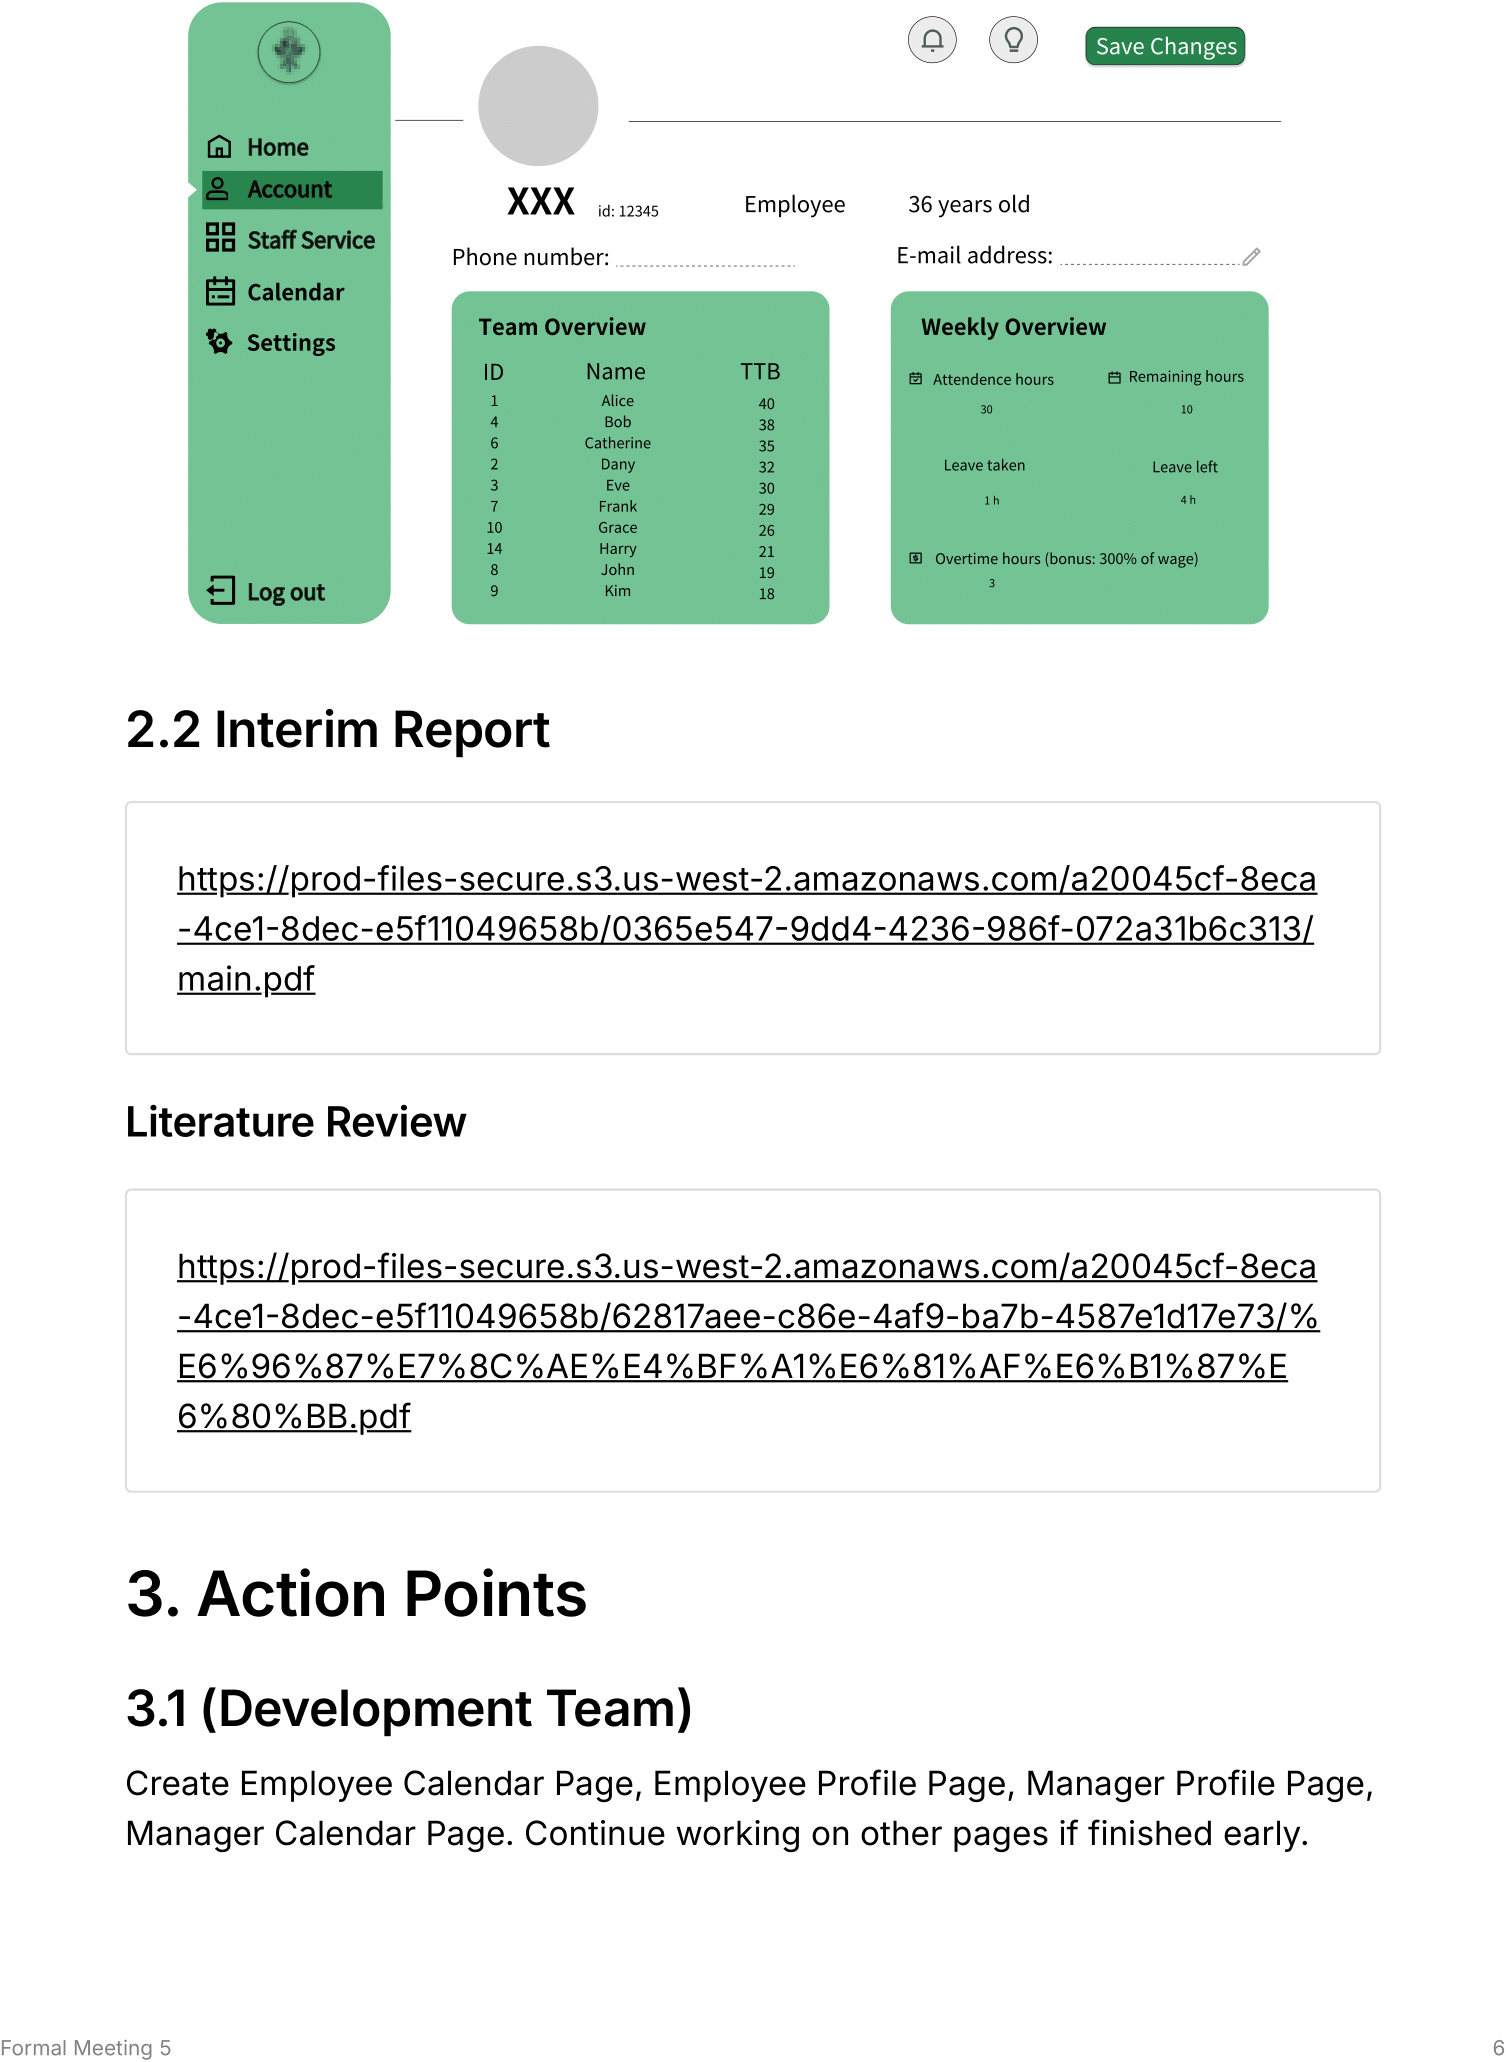 Save Changes
Home
Account
Staff Service
Calendar
Settings
Log out
XXX id: 12345 Employee 36 years old
Phone number: E-mail address:
Team Overview
ID Name TTB
1 Alice 40
4 Bob 38
6 Catherine 35
2 Dany 32
3 Eve 30
7 Frank 29
10 Grace 26
14 Harry 21
8 John 19
9 Kim 18
Weekly Overview
Attendence hours Remaining hours
30 10
Leave taken Leave left
1 h 4 h
Overtime hours (bonus: 300% of wage)
3
2.2 Interim Report
https://prod-files-secure.s3.us-west-2.amazonaws.com/a20045cf-8eca
-4ce1-8dec-e5f11049658b/0365e547-9dd4-4236-986f-072a31b6c313/
main.pdf
Literature Review
https://prod-files-secure.s3.us-west-2.amazonaws.com/a20045cf-8eca
-4ce1-8dec-e5f11049658b/62817aee-c86e-4af9-ba7b-4587e1d17e73/%
E6%96%87%E7%8C%AE%E4%BF%A1%E6%81%AF%E6%B1%87%E
6%80%BB.pdf
3. Action Points
3.1 (Development Team)
Create Employee Calendar Page, Employee Profile Page, Manager Profile Page,
Manager Calendar Page. Continue working on other pages if finished early.
Formal Meeting 5 6